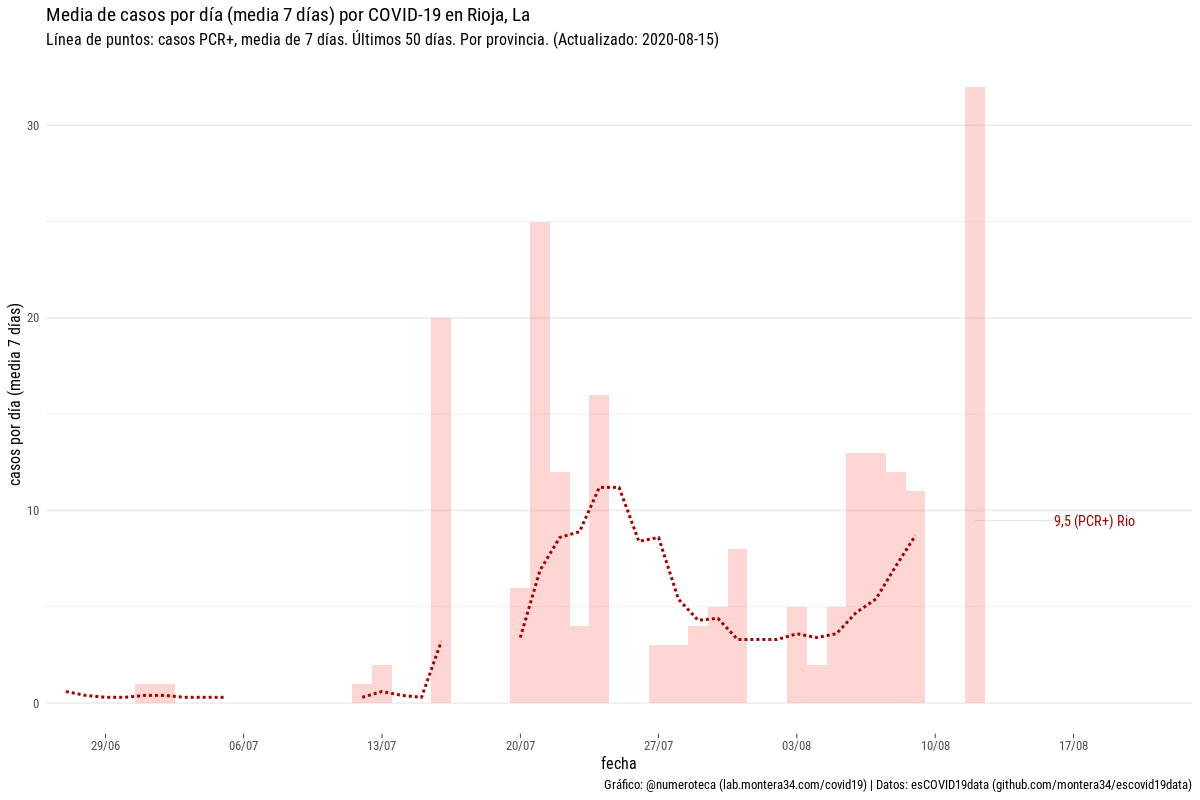 Media de casos por día (media 7 días) por COVID-19 en Rioja, La
Línea de puntos: casos PCR+, media de 7 días. Últimos 50 días. Por provincia. (Actualizado: 2020-08-15)
casos por día (media 7 días)
30
20
10
0
9,5 (PCR+) Rio
29/06
06/07
13/07
20/07
27/07
03/08
10/08
17/08
fecha
Gráfico: @numeroteca (lab.montera34.com/covid19) | Datos: esCOVID19data (github.com/montera34/escovid19data)